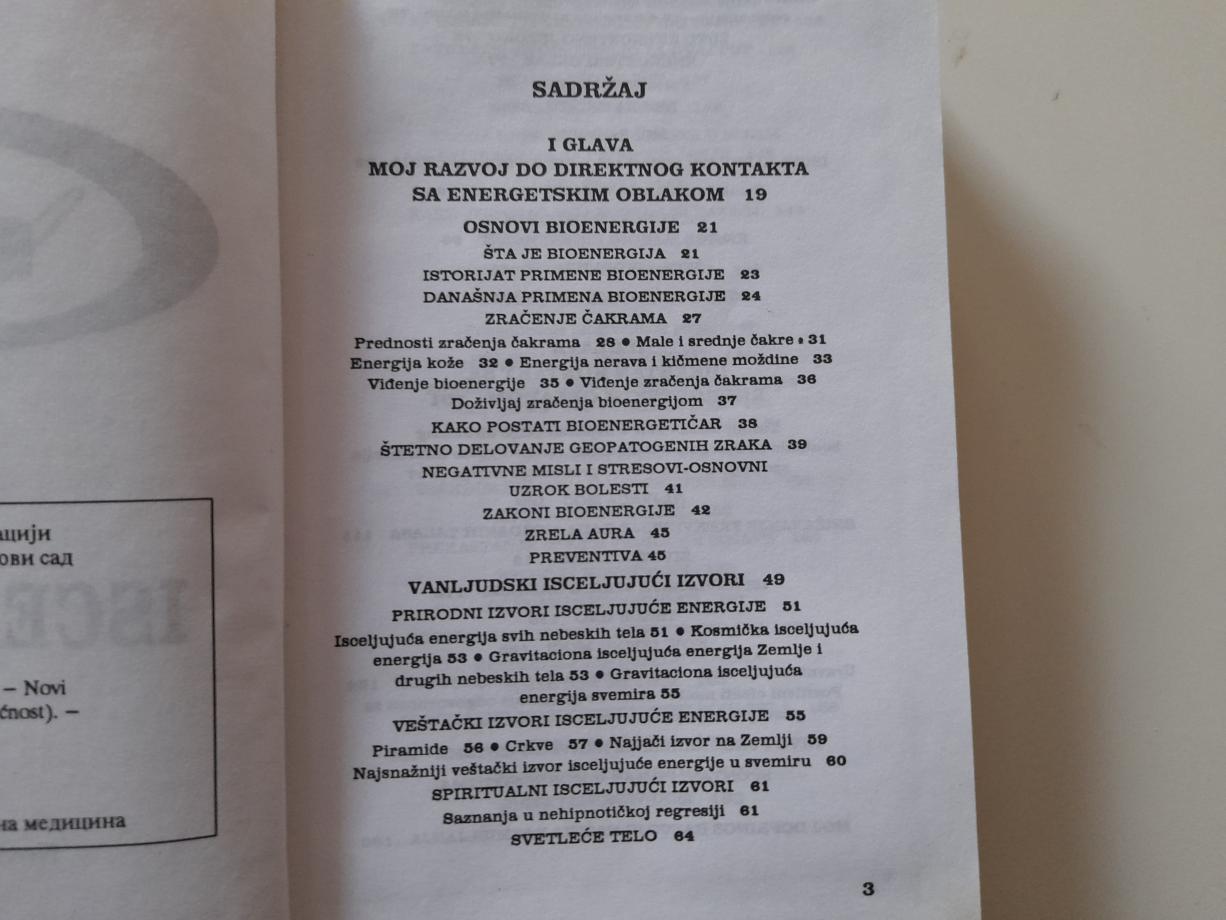 ације
ови сад
– Novi
ćnost). –
на медицина
SADRŽAJ
I GLAVA
MOJ RAZVOJ DO DIREKTNOG KONTAKTA
SA ENERGETSKIM OBLAKOM 19
OSNOVI BIOENERGIJE 21
ŠTA JE BIOENERGIJA 21
ISTORIJAT PRIMENE BIOENERGIJE 23
DANAŠNJA PRIMENA BIOENERGIJE 24
ZRAČENJE ČAKRAMA 27
Prednosti zračenja čakrama 28 ● Male i srednje čakre ● 31
Energija kože 32 ● Energija nerava i kičmene moždine 33
Viđenje bioenergije 35 ● Viđenje zračenja čakrama 36
Doživljaj zračenja bioenergijom 37
KAKO POSTATI BIOENERGETIČAR 38
ŠTETNO DELOVANJE GEOPATOGENIH ZRAKA 39
NEGATIVNE MISLI I STRESOVI-OSNOVNI
UZROK BOLESTI 41
ZAKONI BIOENERGIJE 42
ZRELA AURA 45
PREVENTIVA 45
VANLJUDSKI ISCELJUJUĆI IZVORI 49
PRIRODNI IZVORI ISCELJUJUĆE ENERGIJE 51
Isceljujuća energija svih nebeskih tela 51 ● Kosmička isceljujuća
energija 53 ● Gravitaciona isceljujuća energija Zemlje i
drugih nebeskih tela 53 ● Gravitaciona isceljujuća
energija svemira 55
VEŠTAČKI IZVORI ISCELJUJUĆE ENERGIJE 55
Piramide 56 ● Crkve 57 ● Najjači izvor na Zemlji 59
Najsnažniji veštački izvor isceljujuće energije u svemiru 60
SPIRITUALNI ISCELJUJUĆI IZVORI 61
Saznanja u nehipnotičkoj regresiji 61
SVETLEĆE TELO 64
3